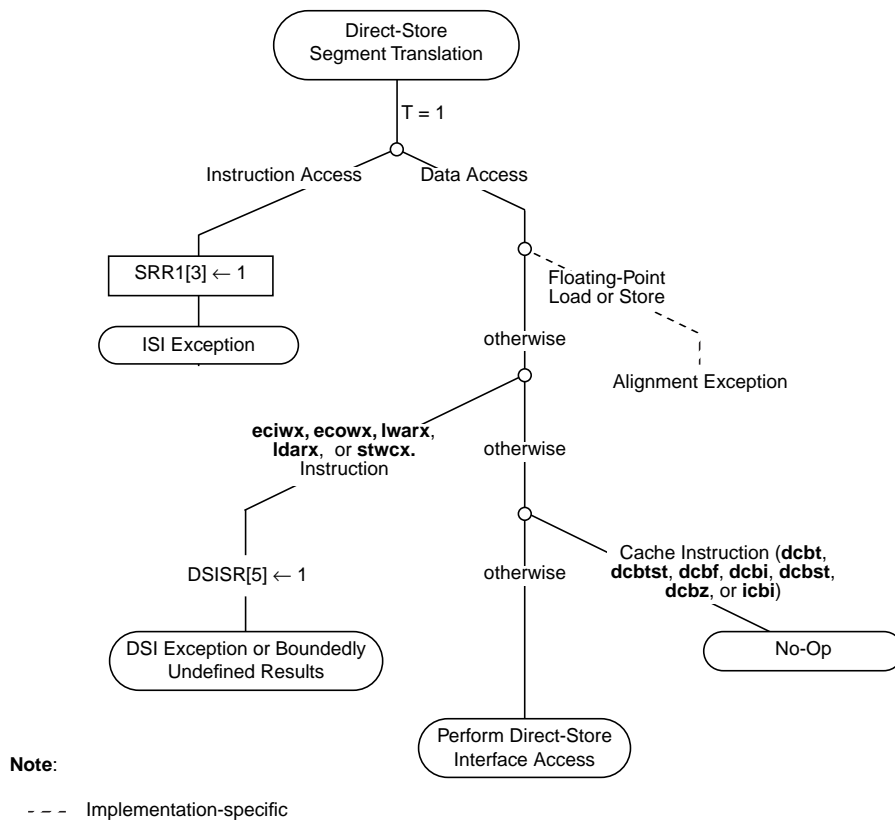 Direct-Store
Segment Translation
T = 1
Instruction Access
Data Access
SRR1[3] ← 1
ISI Exception
Floating-Point
Load or Store
otherwise
Alignment Exception
eciwx, ecowx, lwarx,
ldarx, or stwcx.
Instruction
otherwise
DSISR[5] ← 1
otherwise
Cache Instruction (dcbt,
dcbtst, dcbf, dcbi, dcbst,
dcbz, or icbi)
DSI Exception or Boundedly
Undefined Results
No-Op
Perform Direct-Store
Interface Access
Note:
Implementation-specific